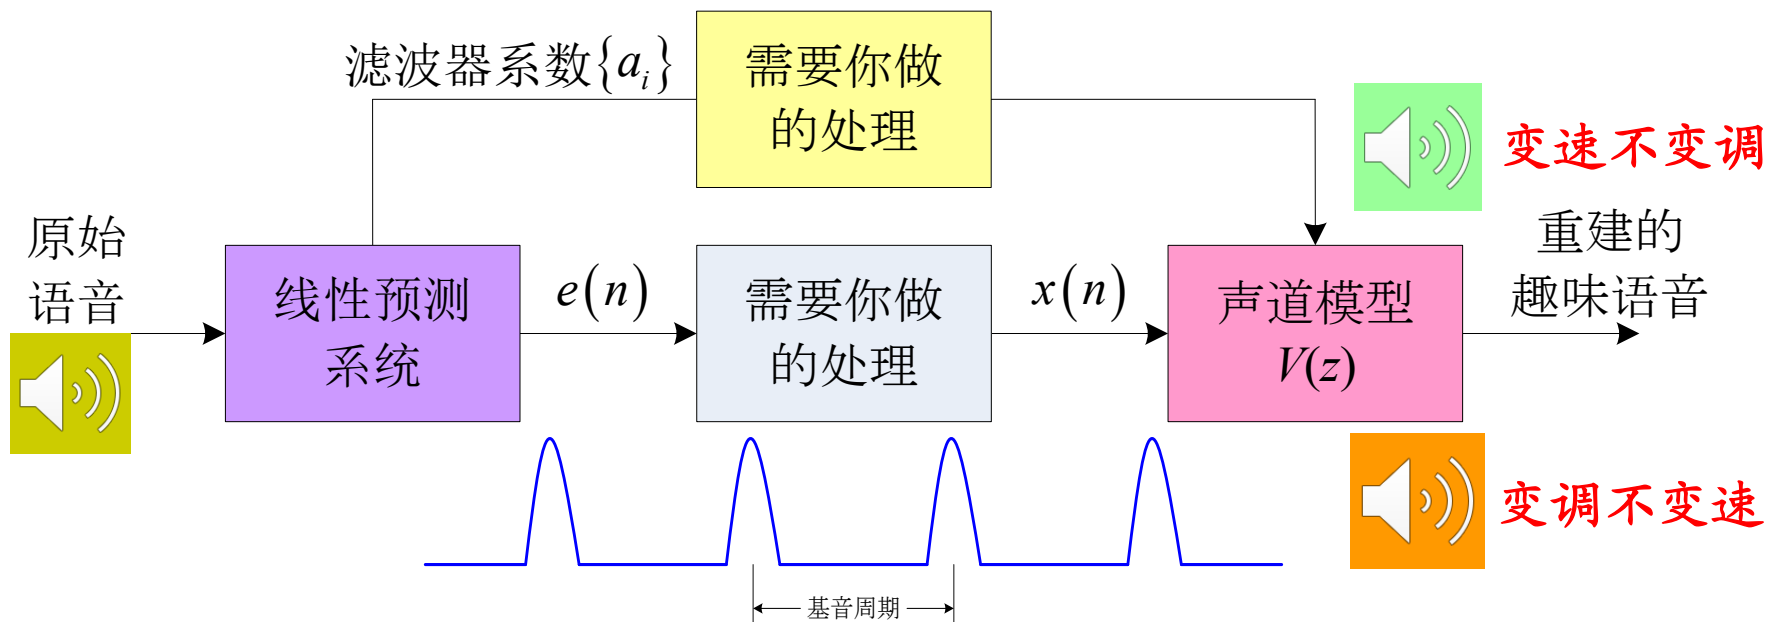 滤波器系数{a_i}
需要你做
的处理
变速不变调
原始
语音
线性预测
系统
e(n)
需要你做
的处理
x(n)
声道模型
V(z)
重建的
趣味语音
变调不变速
基音周期